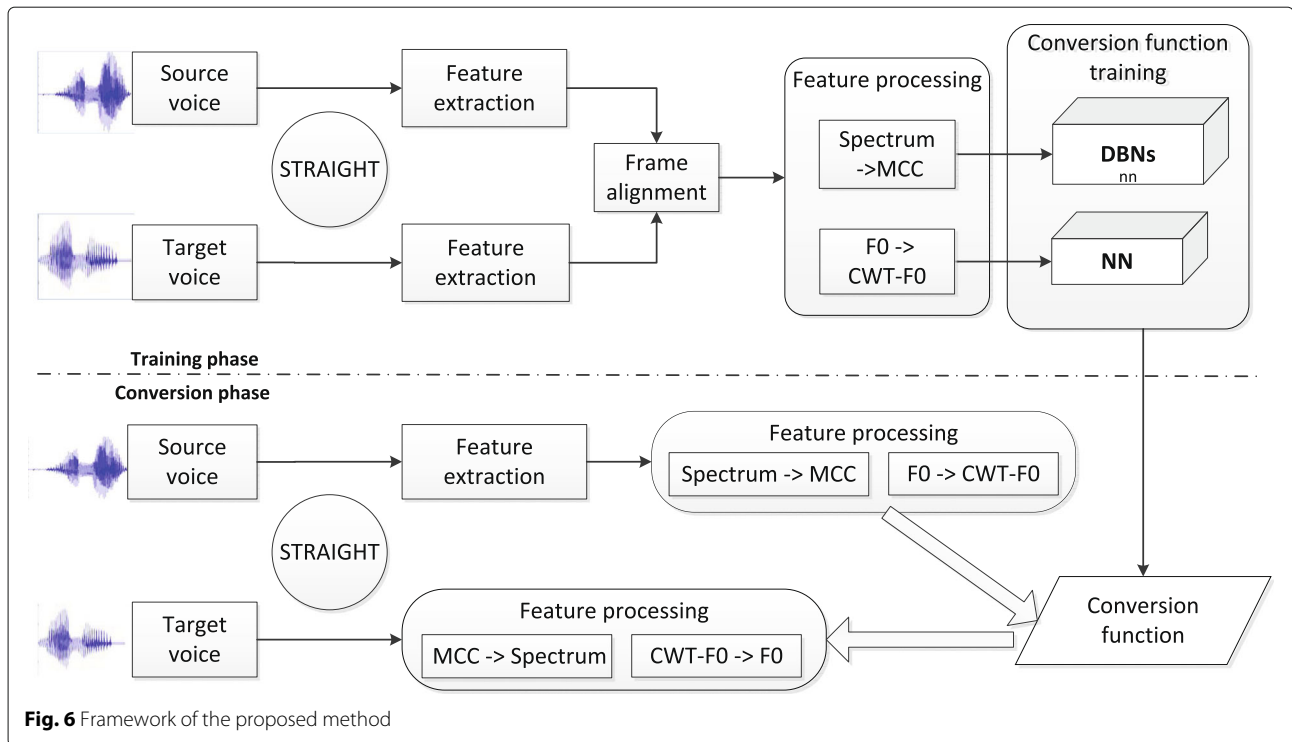 Source
voice
Feature
extraction
STRAIGHT
Target
voice
Feature
extraction
Frame
alignment
Feature processing
Spectrum
->MCC
F0 ->
CWT-F0
Conversion function
training
DBNs
nn
NN
Training phase
Conversion phase
Source
voice
Feature
extraction
Feature processing
Spectrum -> MCC
F0 -> CWT-F0
STRAIGHT
Target
voice
Feature processing
MCC -> Spectrum
CWT-F0 -> F0
Conversion
function
Fig. 6 Framework of the proposed method